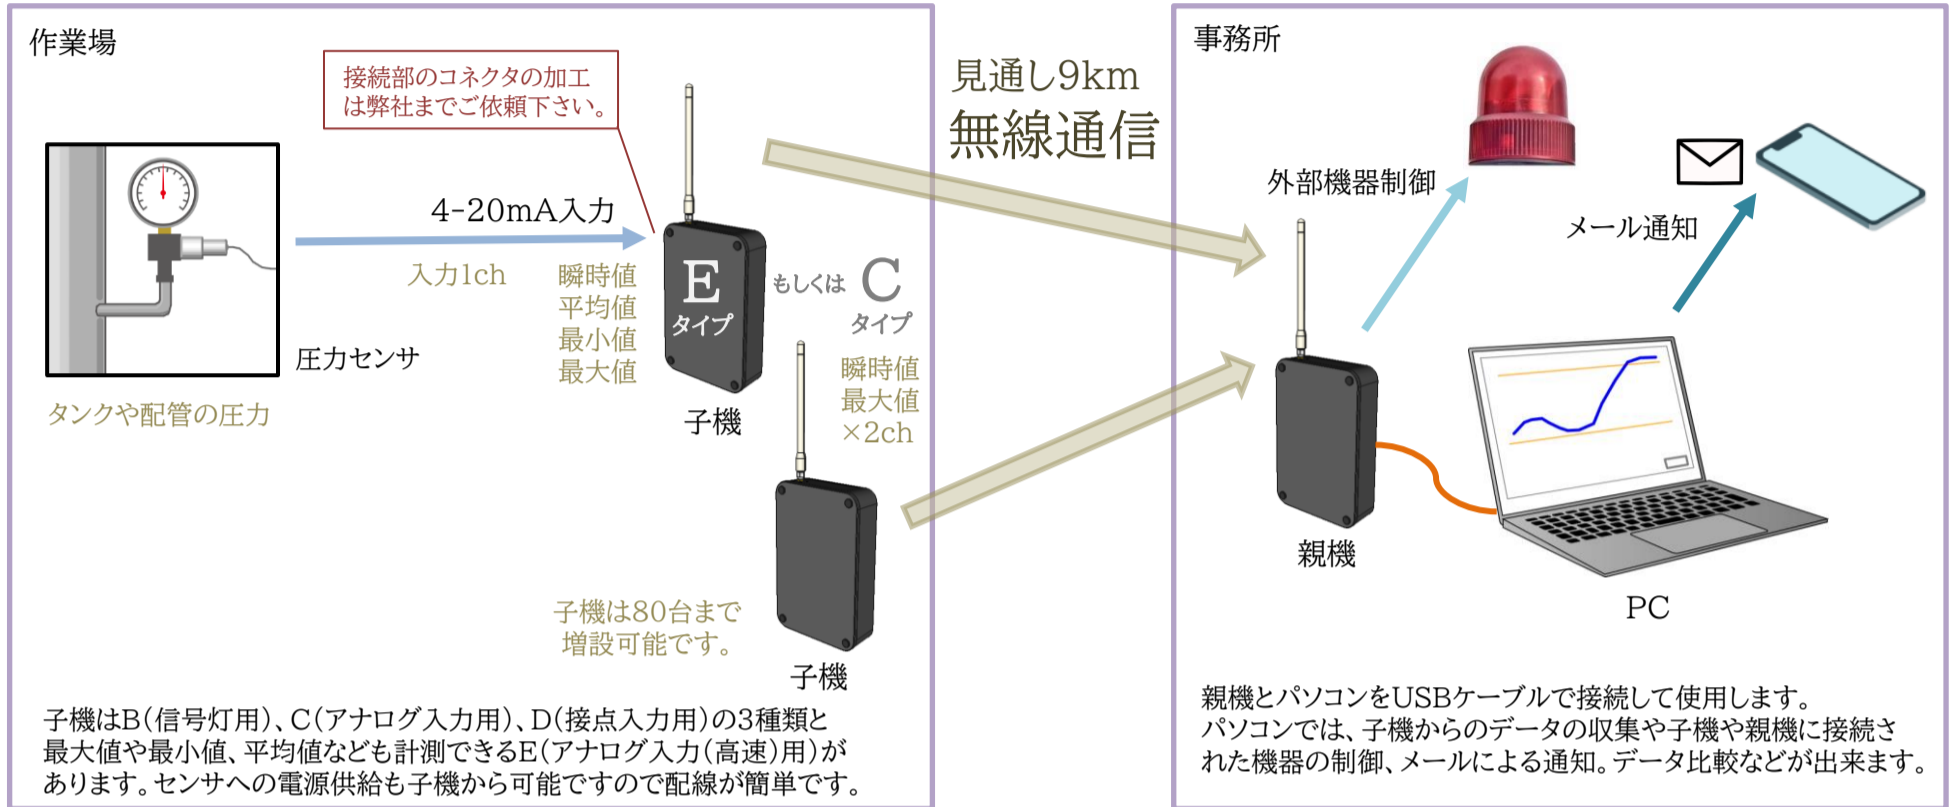 作業場
接続部のコネクタの加工
は弊社までご依頼下さい。
4-20mA入力
入力1ch
瞬時値
平均値
最小値
最大値
圧力センサ
タンクや配管の圧力
E
タイプ
もしくは
C
タイプ
瞬時値
最大値
×2ch
子機
子機は80台まで
増設可能です。
子機
子機はB(信号灯用)、C(アナログ入力用)、D(接点入力用)の3種類と
最大値や最小値、平均値なども計測できるE(アナログ入力(高速)用)が
あります。センサへの電源供給も子機から可能ですので配線が簡単です。
見通し9km
無線通信
事務所
外部機器制御
メール通知
親機
PC
親機とパソコンをUSBケーブルで接続して使用します。
パソコンでは、子機からのデータの収集や子機や親機に接続さ
れた機器の制御、メールによる通知。データ比較などが出来ます。